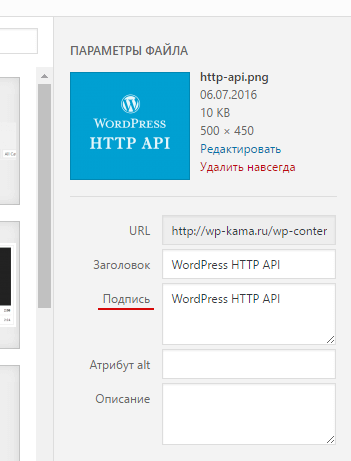 ПАРАМЕТРЫ ФАЙЛА
WORDPRESS
HTTP API
http-api.png
06.07.2016
10 KB
500 × 450
Редактировать
Удалить навсегда
URL
http://wp-kama.ru/wp-conter
Заголовок
WordPress HTTP API
Подпись
WordPress HTTP API
Атрибут alt
Описание